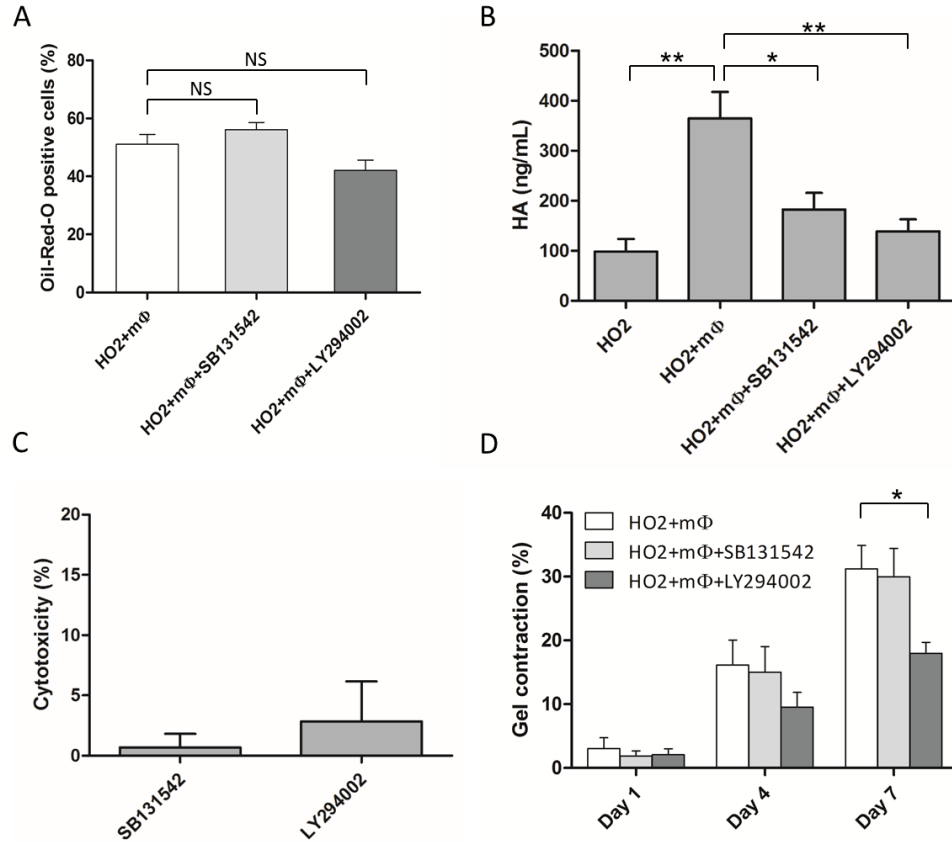 A
Oil-Red-O positive cells (%)
80
60
40
20
0
NS
NS
HO2+mΦ
HO2+mΦ+SB131542
HO2+mΦ+LY294002
B
HA (ng/mL)
500
400
300
200
100
0
**
**
*
HO2
HO2+mΦ
HO2+mΦ+SB131542
HO2+mΦ+LY294002
C
Cytotoxicity (%)
20
15
10
5
0
SB131542
LY294002
D
Gel contraction (%)
40
30
20
10
0
HO2+mΦ
HO2+mΦ+SB131542
HO2+mΦ+LY294002
*
Day 1
Day 4
Day 7